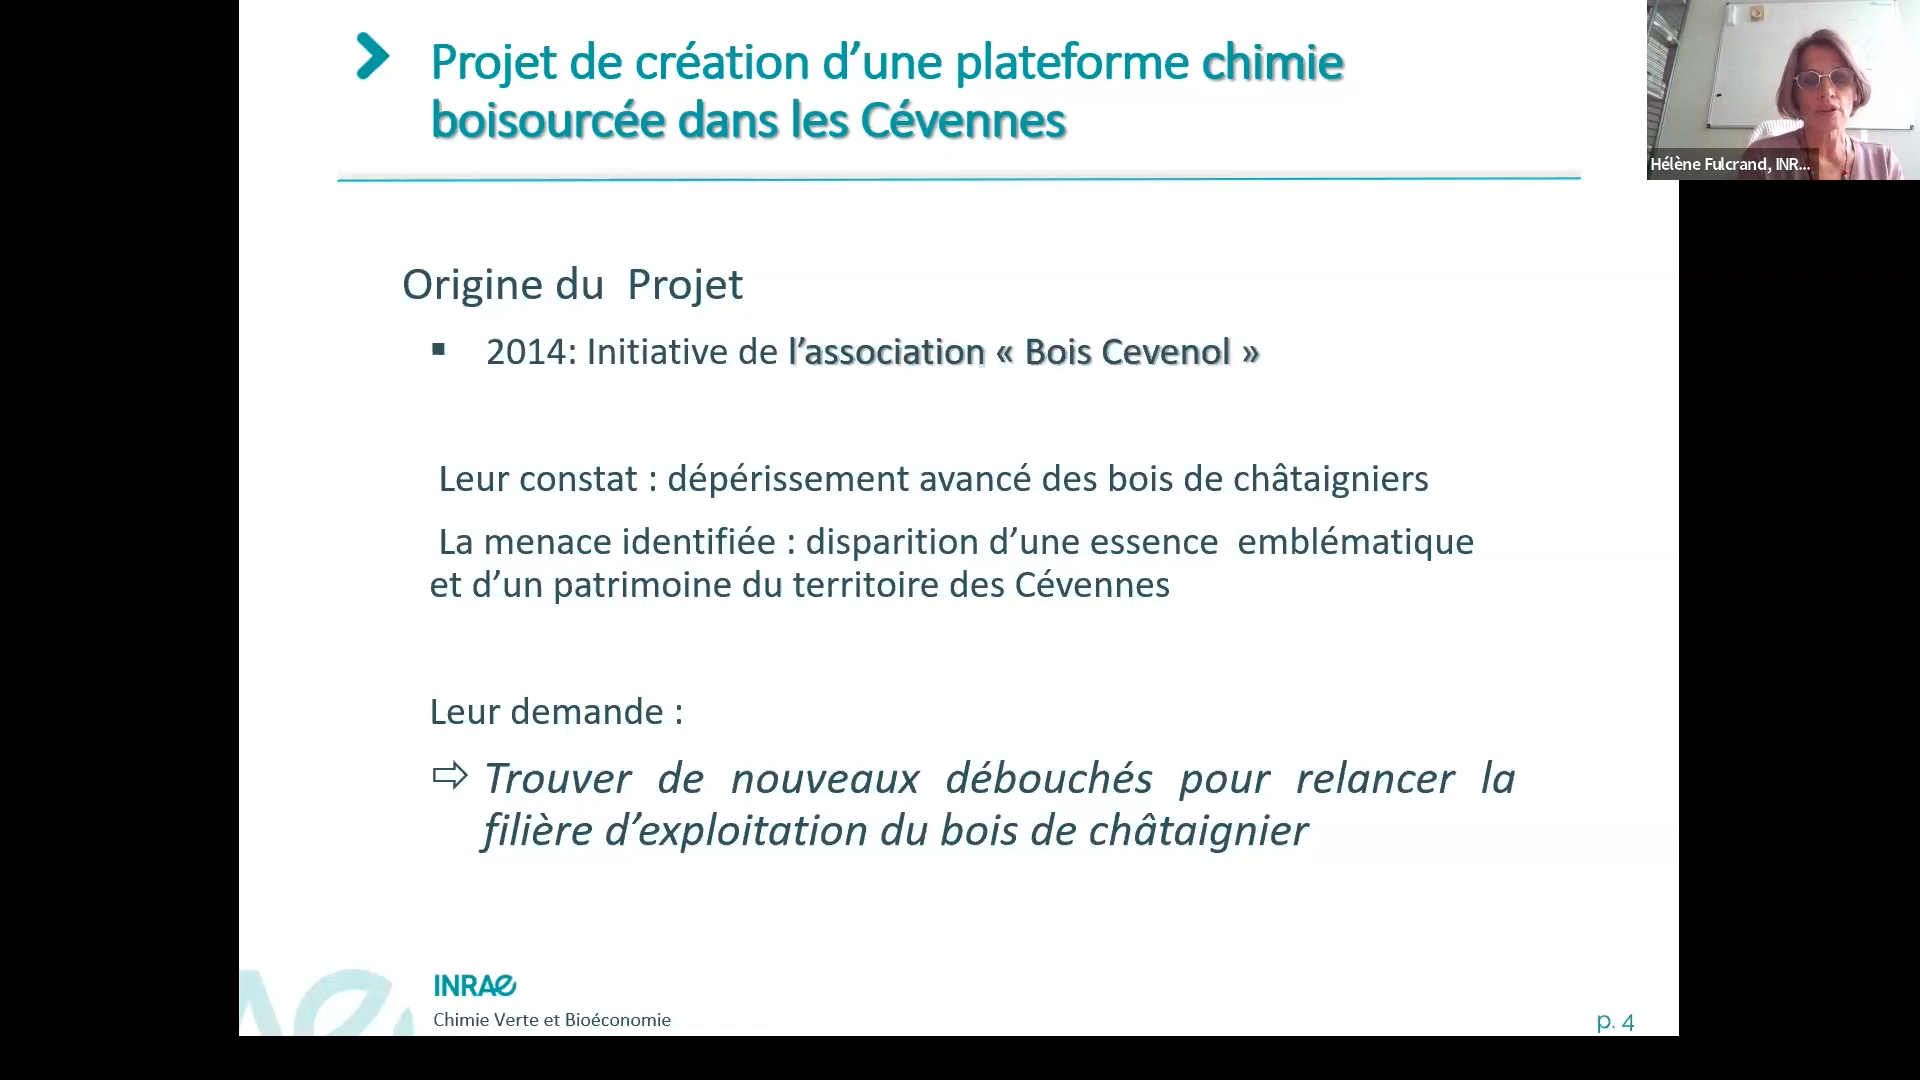 Projet de création d’une plateforme chimie
boisourcée dans les Cévennes
Hélène Fulcrand, INR...
Origine du Projet
▪ 2014: Initiative de l’association « Bois Cevenol »
Leur constat : dépérissement avancé des bois de châtaigniers
La menace identifiée : disparition d’une essence emblématique
et d’un patrimoine du territoire des Cévennes
Leur demande :
⇨ Trouver de nouveaux débouchés pour relancer la
filière d’exploitation du bois de châtaignier
INRAE
Chimie Verte et Bioéconomie
p. 4